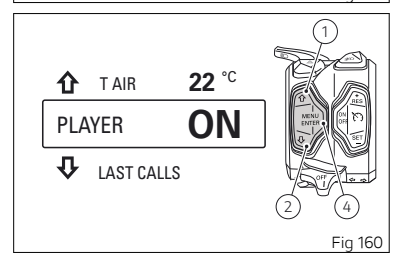 1
T AIR 22 °C
PLAYER ON
LAST CALLS
MENU
ENTER
+
RES
ON
OFF
SET
−
OFF
2
4
Fig 160